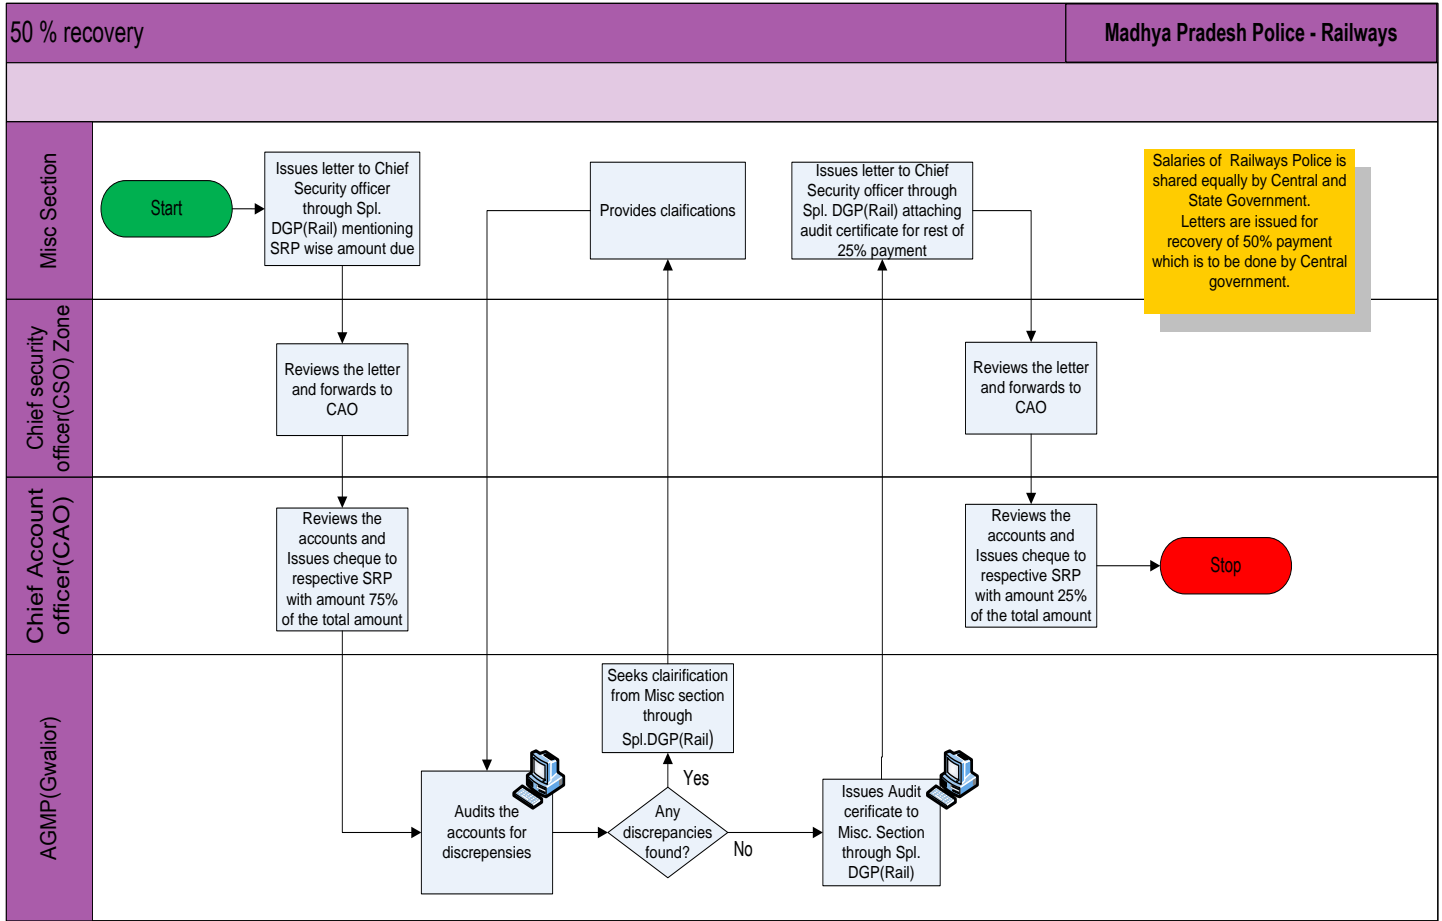 50 % recovery
Madhya Pradesh Police - Railways
Misc Section
Start
Issues letter to Chief
Security officer
through Spl.
DGP(Rail) mentioning
SRP wise amount due
Provides claifications
Issues letter to Chief
Security officer through
Spl. DGP(Rail) attaching
audit certificate for rest of
25% payment
Salaries of Railways Police is
shared equally by Central and
State Government.
Letters are issued for
recovery of 50% payment
which is to be done by Central
government.
Chief security
officer(CSO) Zone
Reviews the letter
and forwards to
CAO
Reviews the letter
and forwards to
CAO
Chief Account
officer(CAO)
Reviews the
accounts and
Issues cheque to
respective SRP
with amount 75%
of the total amount
Reviews the
accounts and
Issues cheque to
respective SRP
with amount 25%
of the total amount
Stop
AGMP(Gwalior)
Seeks clairification
from Misc section
through
Spl.DGP(Rail)
Yes
Audits the
accounts for
discrepensies
Any
discrepancies
found?
No
Issues Audit
cerificate to
Misc. Section
through Spl.
DGP(Rail)